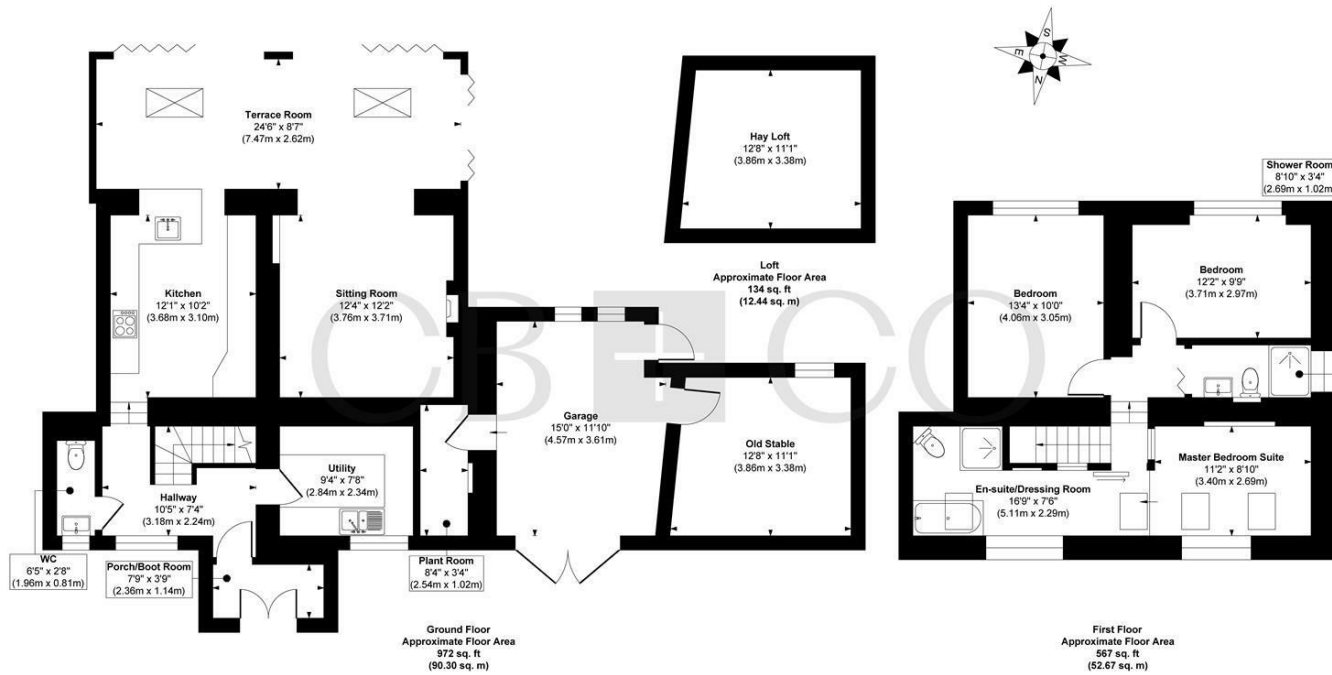 S
E
W
N
Terrace Room
24'6" x 8'7"
(7.47m x 2.62m)
Hay Loft
12'8" x 11'1"
(3.86m x 3.38m)
Shower Room
8'10" x 3'4"
(2.69m x 1.02m)
Loft
Approximate Floor Area
134 sq. ft
(12.44 sq. m)
Kitchen
12'1" x 10'2"
(3.68m x 3.10m)
Sitting Room
12'4" x 12'2"
(3.76m x 3.71m)
Bedroom
13'4" x 10'0"
(4.06m x 3.05m)
Bedroom
12'2" x 9'9"
(3.71m x 2.97m)
CB + CO
Garage
15'0" x 11'10"
(4.57m x 3.61m)
Old Stable
12'8" x 11'1"
(3.86m x 3.38m)
Utility
9'4" x 7'8"
(2.84m x 2.34m)
Hallway
10'5" x 7'4"
(3.18m x 2.24m)
Master Bedroom Suite
11'2" x 8'10"
(3.40m x 2.69m)
En-suite/Dressing Room
16'9" x 7'6"
(5.11m x 2.29m)
WC
6'5" x 2'8"
(1.96m x 0.81m)
Porch/Boot Room
7'9" x 3'9"
(2.36m x 1.14m)
Plant Room
8'4" x 3'4"
(2.54m x 1.02m)
Ground Floor
Approximate Floor Area
972 sq. ft
(90.30 sq. m)
First Floor
Approximate Floor Area
567 sq. ft
(52.67 sq. m)